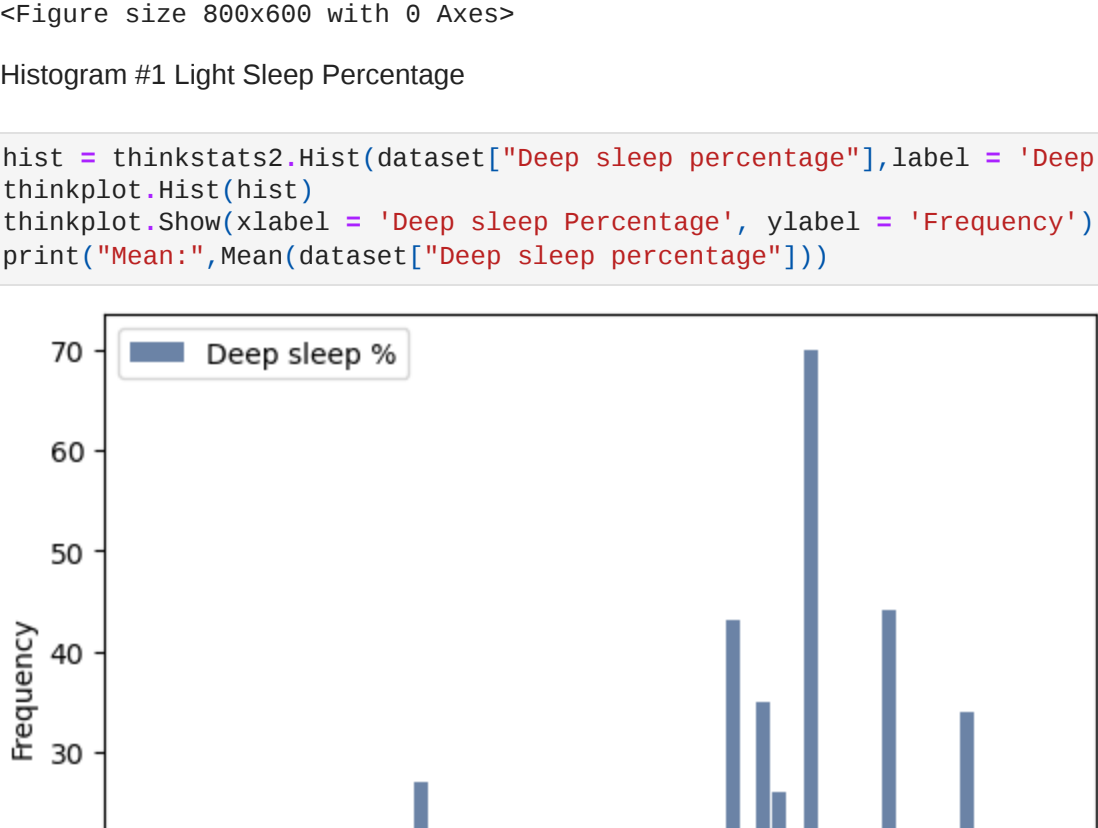 <Figure size 800x600 with 0 Axes>
Histogram #1 Light Sleep Percentage
hist = thinkstats2.Hist(dataset["Deep sleep percentage"],label = 'Deep
thinkplot.Hist(hist)
thinkplot.Show(xlabel = 'Deep sleep Percentage', ylabel = 'Frequency')
print("Mean:",Mean(dataset["Deep sleep percentage"]))
Deep sleep %
70
60
50
40
30
Frequency